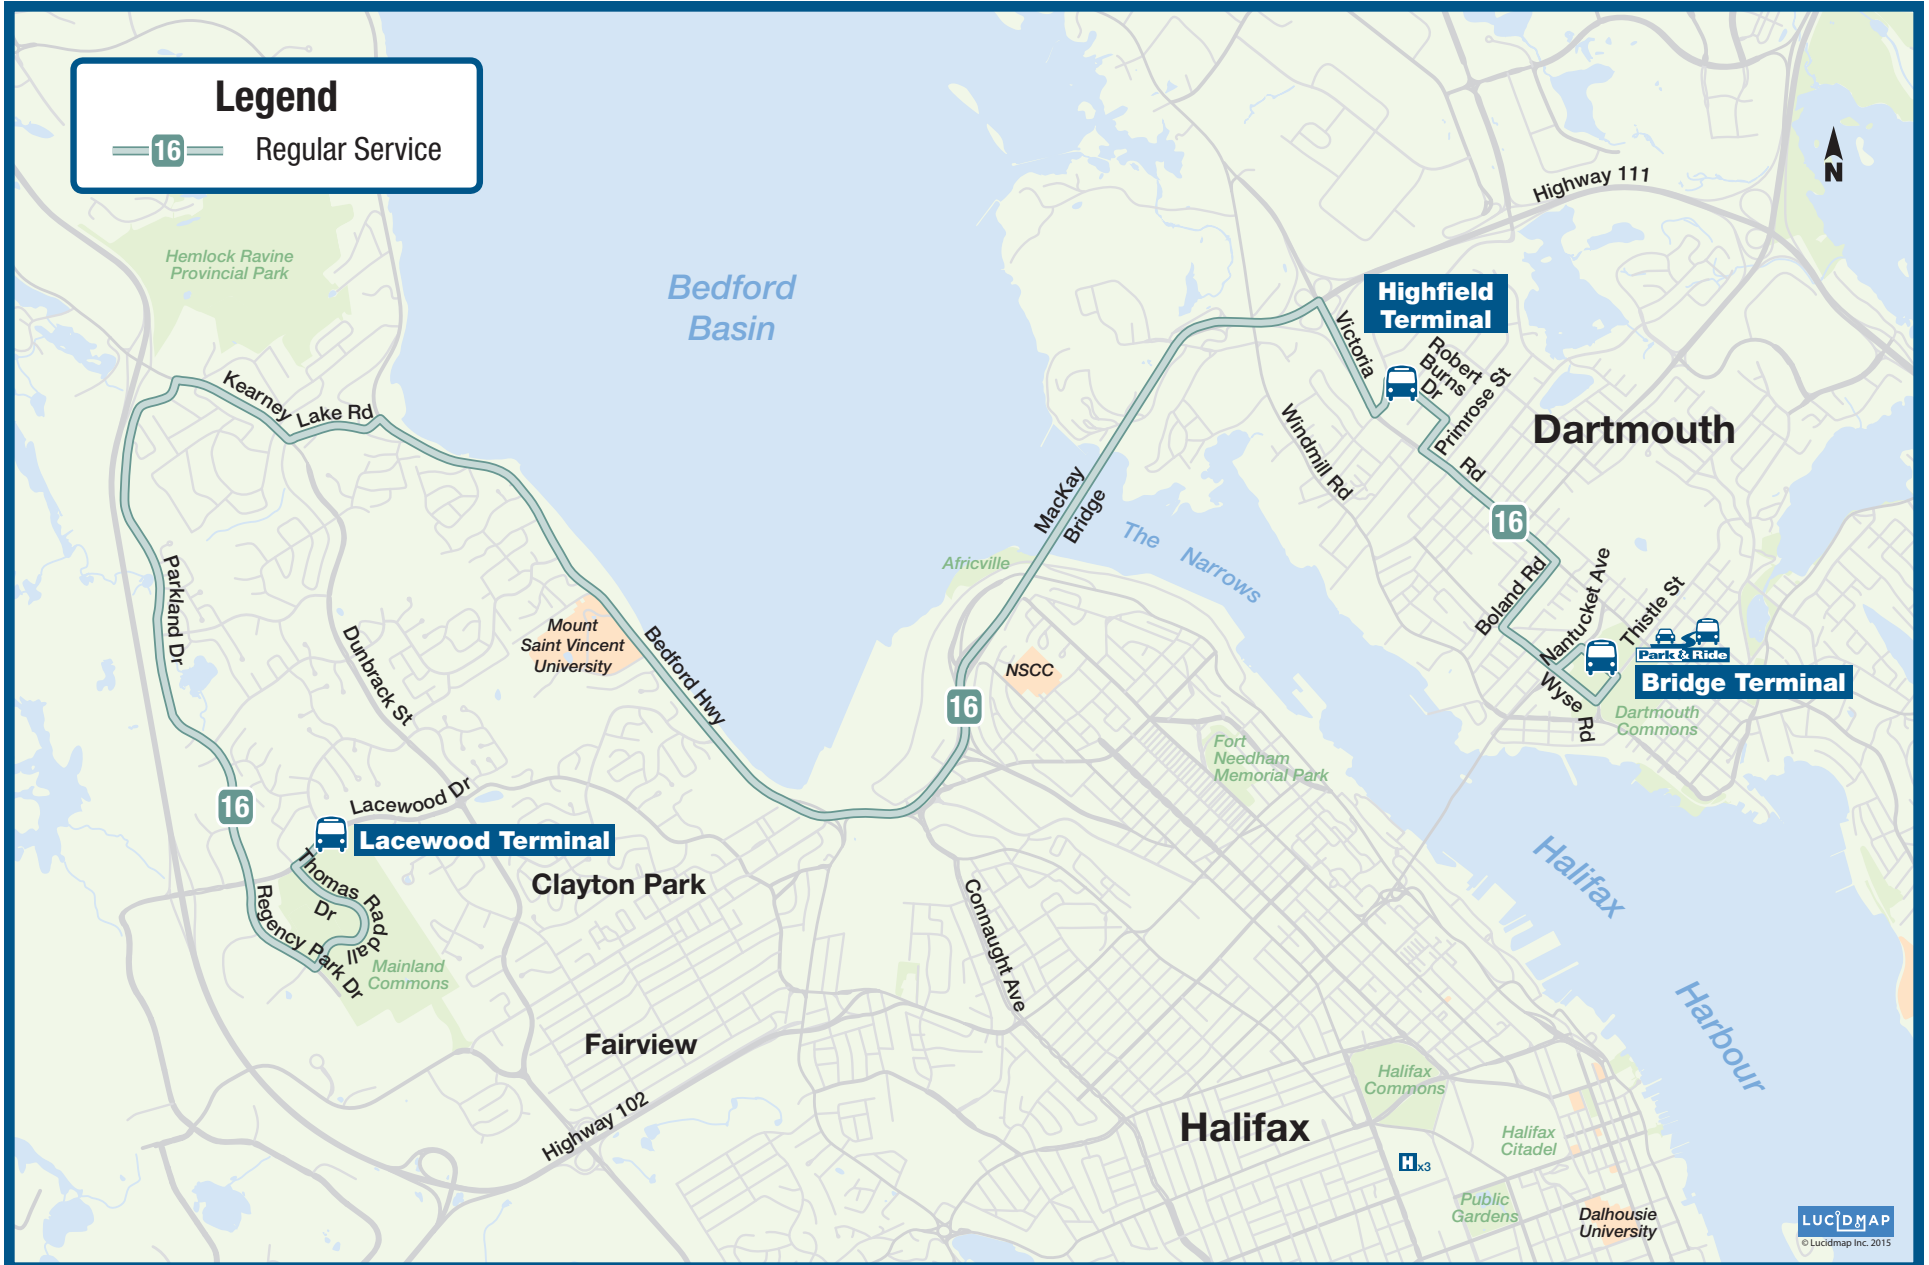 Legend
16 Regular Service
Hemlock Ravine
Provincial Park
Bedford
Basin
Highway 111
N
Highfield
Terminal
Victoria
Robert
Burns
Dr
Primrose St
Rd
Windmill Rd
Dartmouth
16
Kearney
Lake Rd
MacKay
Bridge
The Narrows
Africville
Boland Rd
Nantucket Ave
Thistle St
Park & Ride
Bridge Terminal
Wyse
Rd
Dartmouth
Commons
Parkland Dr
Dunbrack St
Mount
Saint Vincent
University
Bedford Hwy
NSCC
16
Fort
Needham
Memorial Park
16
Lacewood Dr
Lacewood Terminal
Thomas Raddall
Dr
Regency Park Dr
Mainland
Commons
Clayton Park
Connaught Ave
Halifax
Harbour
Fairview
Highway 102
Halifax
Commons
Halifax
Halifax
Citadel
H x3
Public
Gardens
Dalhousie
University
LUCIDMAP
© Lucidmap Inc. 2015